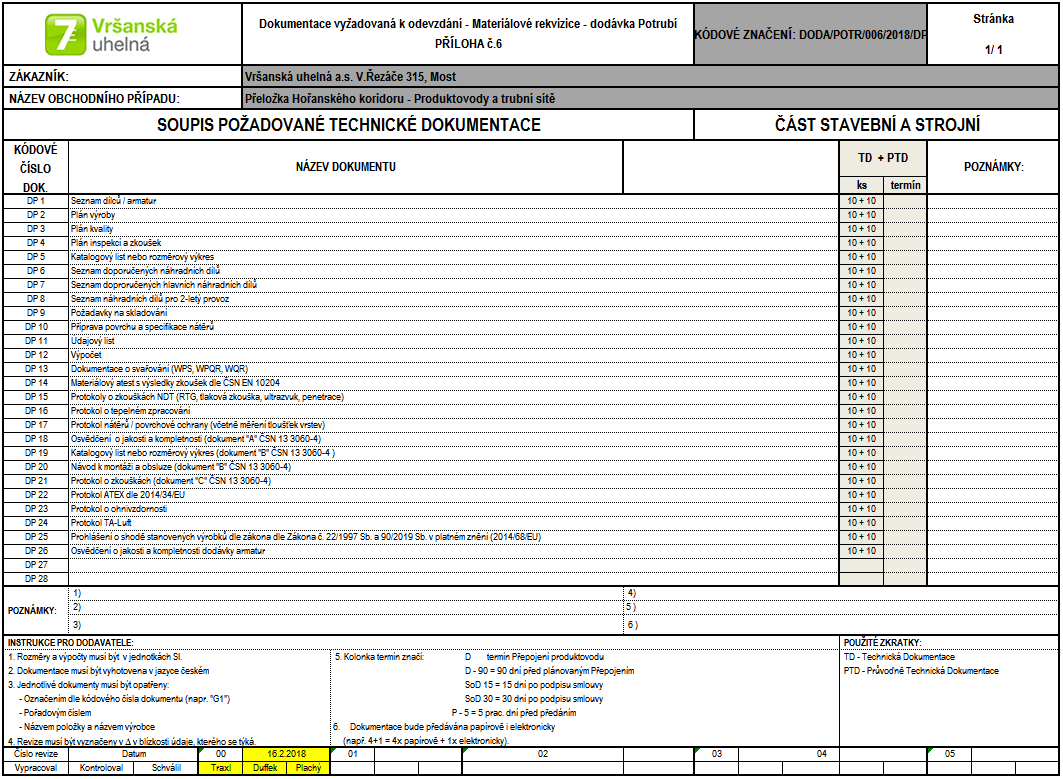 Vršanská
uhelná
Dokumentace vyžadovaná k odevzdání - Materiálové rekvizice - dodávka Potrubí
PŘÍLOHA č.6
KÓDOVÉ ZNAČENÍ: DODA/POTR/006/2018/DP
Stránka
1/ 1
ZÁKAZNÍK: Vršanská uhelná a.s. V.Řezáče 315, Most
NÁZEV OBCHODNÍHO PŘÍPADU: Přeložka Hořanského koridoru - Produktovody a trubní sítě
SOUPIS POŽADOVANÉ TECHNICKÉ DOKUMENTACE ČÁST STAVEBNÍ A STROJNÍ
KÓDOVÉ
ČÍSLO
DOK.
NÁZEV DOKUMENTU
TD + PTD
ks termín
POZNÁMKY:
DP 1 Seznam dílců / armatur 10 + 10
DP 2 Plán výroby 10 + 10
DP 3 Plán kvality 10 + 10
DP 4 Plán inspekcí a zkoušek 10 + 10
DP 5 Katalogový list nebo rozměrový výkres 10 + 10
DP 6 Seznam doporučených náhradních dílů 10 + 10
DP 7 Seznam doproručených hlavních náhradních dílů 10 + 10
DP 8 Seznam náhradních dílů pro 2-letý provoz 10 + 10
DP 9 Požadavky na skladování 10 + 10
DP 10 Příprava povrchu a specifikace nátěrů 10 + 10
DP 11 Údajový list 10 + 10
DP 12 Výpočet 10 + 10
DP 13 Dokumentace o svařování (WPS, WPQR, WQR) 10 + 10
DP 14 Materiálový atest s výsledky zkoušek dle ČSN EN 10204 10 + 10
DP 15 Protokoly o zkouškách NDT (RTG, tlaková zkouška, ultrazvuk, penetrace) 10 + 10
DP 16 Protokol o tepelném zpracování 10 + 10
DP 17 Protokol nátěrů / povrchové ochrany (včetně měření tloušťek vrstev) 10 + 10
DP 18 Osvědčení o jakosti a kompletnosti (dokument "A" ČSN 13 3060-4) 10 + 10
DP 19 Katalogový list nebo rozměrový výkres (dokument "B" ČSN 13 3060-4 ) 10 + 10
DP 20 Návod k montáži a obsluze (dokument "B" ČSN 13 3060-4) 10 + 10
DP 21 Protokol o zkouškách (dokument "C" ČSN 13 3060-4) 10 + 10
DP 22 Protokol ATEX dle 2014/34/EU 10 + 10
DP 23 Protokol o ohnivzdornosti 10 + 10
DP 24 Protokol TA-Luft 10 + 10
DP 25 Prohlášení o shodě stanovených výrobků dle zákona dle Zákona č. 22/1997 Sb. a 90/2019 Sb. v platném znění (2014/68/EU) 10 + 10
DP 26 Osvědčení o jakosti a kompletnosti dodávky armatur 10 + 10
DP 27
DP 28
POZNÁMKY:
1) 4)
2) 5 )
3) 6 )
INSTRUKCE PRO DODAVATELE:
1. Rozměry a výpočty musí být v jednotkách SI.
2. Dokumentace musí být vyhotovena v jazyce českém
3. Jednotlivé dokumenty musí být opatřeny:
- Označením dle kódového čísla dokumentu (např. "G1")
- Pořadovým číslem
- Názvem položky a názvem výrobce
4. Revize musí být vyznačeny v Δ v blízkosti údaje, kterého se týká.
5. Kolonka termín značí: D termín Přepojení produktovodu
D - 90 = 90 dní před plánovaným Přepojením
SoD 15 = 15 dní po podpisu smlouvy
SoD 30 = 30 dní po podpisu smlouvy
P - 5 = 5 prac. dní před předáním
6. Dokumentace bude předávána papírově i elektronicky
(např. 4+1 = 4x papírově + 1x elektronicky).
POUŽITÉ ZKRATKY:
TD - Technická Dokumentace
PTD - Průvodně Technická Dokumentace
Číslo revize Datum 00 16.2.2018 01 02 03 04 05
Vypracoval Kontroloval Schválil Traxl Duffek Plachý